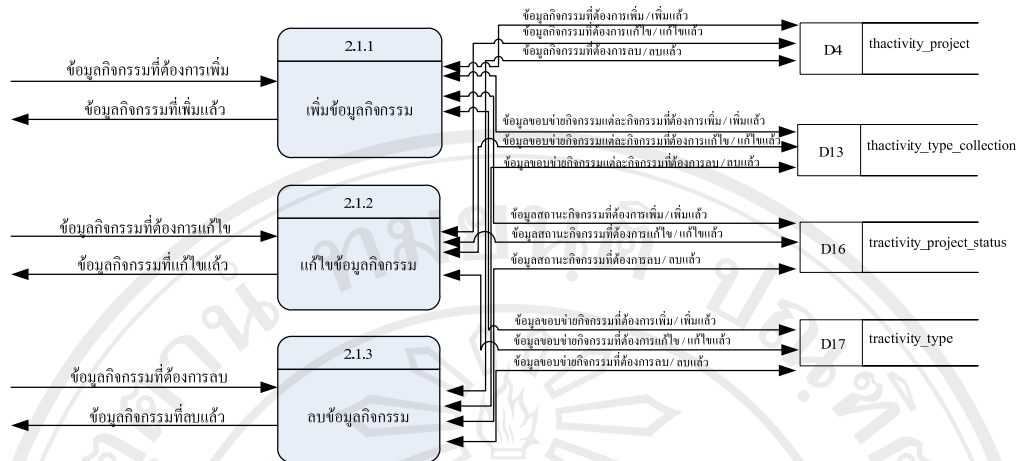 ข้อมูลกิจกรรมที่ต้องการเพิ่ม
ข้อมูลกิจกรรมที่เพิ่มแล้ว
2.1.1
เพิ่มข้อมูลกิจกรรม
ข้อมูลกิจกรรมที่ต้องการเพิ่ม/เพิ่มแล้ว
ข้อมูลกิจกรรมที่ต้องการแก้ไข/แก้ไขแล้ว
ข้อมูลกิจกรรมที่ต้องการลบ/ลบแล้ว
D4
thactivity_project
ข้อมูลขอบข่ายกิจกรรมแต่ละกิจกรรมที่ต้องการเพิ่ม/เพิ่มแล้ว
ข้อมูลขอบข่ายกิจกรรมแต่ละกิจกรรมที่ต้องการแก้ไข/แก้ไขแล้ว
ข้อมูลขอบข่ายกิจกรรมแต่ละกิจกรรมที่ต้องการลบ/ลบแล้ว
D13
thactivity_type_collection
ข้อมูลกิจกรรมที่ต้องการแก้ไข
ข้อมูลกิจกรรมที่แก้ไขแล้ว
2.1.2
แก้ไขข้อมูลกิจกรรม
ข้อมูลสถานะกิจกรรมที่ต้องการเพิ่ม/เพิ่มแล้ว
ข้อมูลสถานะกิจกรรมที่ต้องการแก้ไข/แก้ไขแล้ว
ข้อมูลสถานะกิจกรรมที่ต้องการลบ/ลบแล้ว
D16
tractivity_project_status
ข้อมูลขอบข่ายกิจกรรมที่ต้องการเพิ่ม/เพิ่มแล้ว
ข้อมูลขอบข่ายกิจกรรมที่ต้องการแก้ไข/แก้ไขแล้ว
ข้อมูลขอบข่ายกิจกรรมที่ต้องการลบ/ลบแล้ว
D17
tractivity_type
ข้อมูลกิจกรรมที่ต้องการลบ
ข้อมูลกิจกรรมที่ลบแล้ว
2.1.3
ลบข้อมูลกิจกรรม